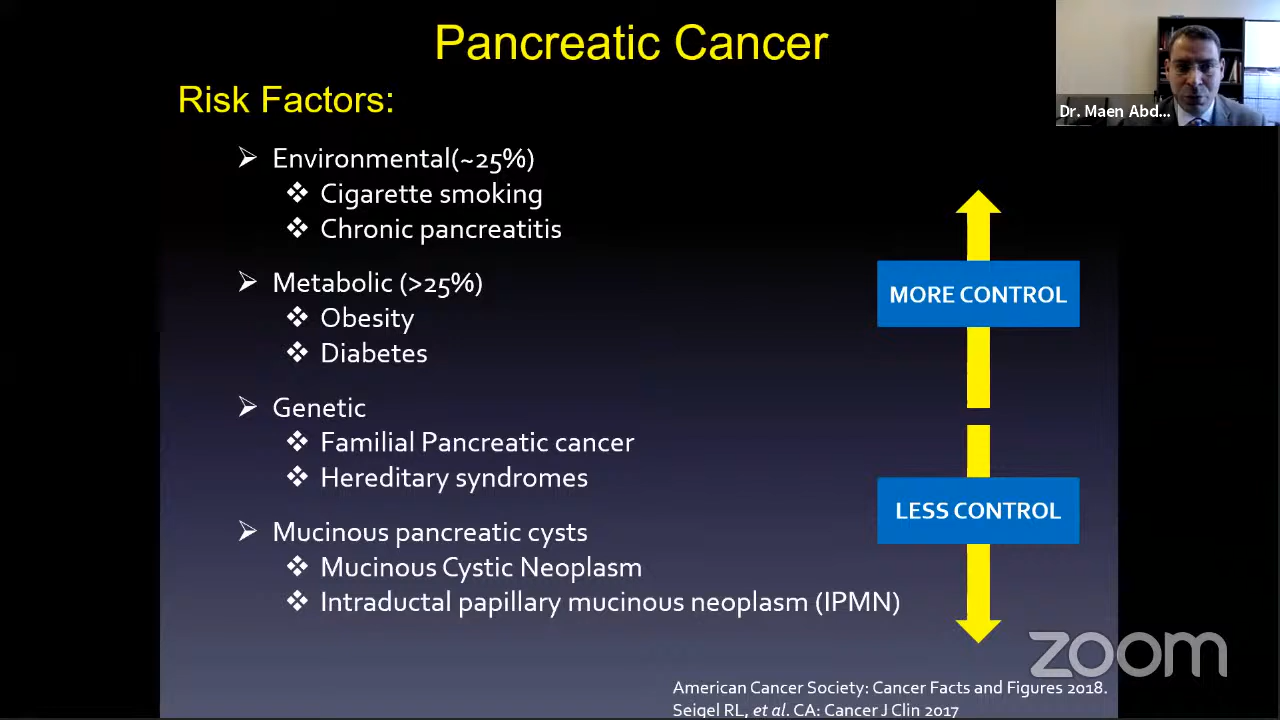 Pancreatic Cancer
Risk Factors:
Environmental(~25%)
Cigarette smoking
Chronic pancreatitis
Metabolic (>25%)
Obesity
Diabetes
Genetic
Familial Pancreatic cancer
Hereditary syndromes
Mucinous pancreatic cysts
Mucinous Cystic Neoplasm
Intraductal papillary mucinous neoplasm (IPMN)
MORE CONTROL
LESS CONTROL
American Cancer Society: Cancer Facts and Figures 2018.
Seigel RL, et al. CA: Cancer J Clin 2017
Dr. Maen Abd...
zoom